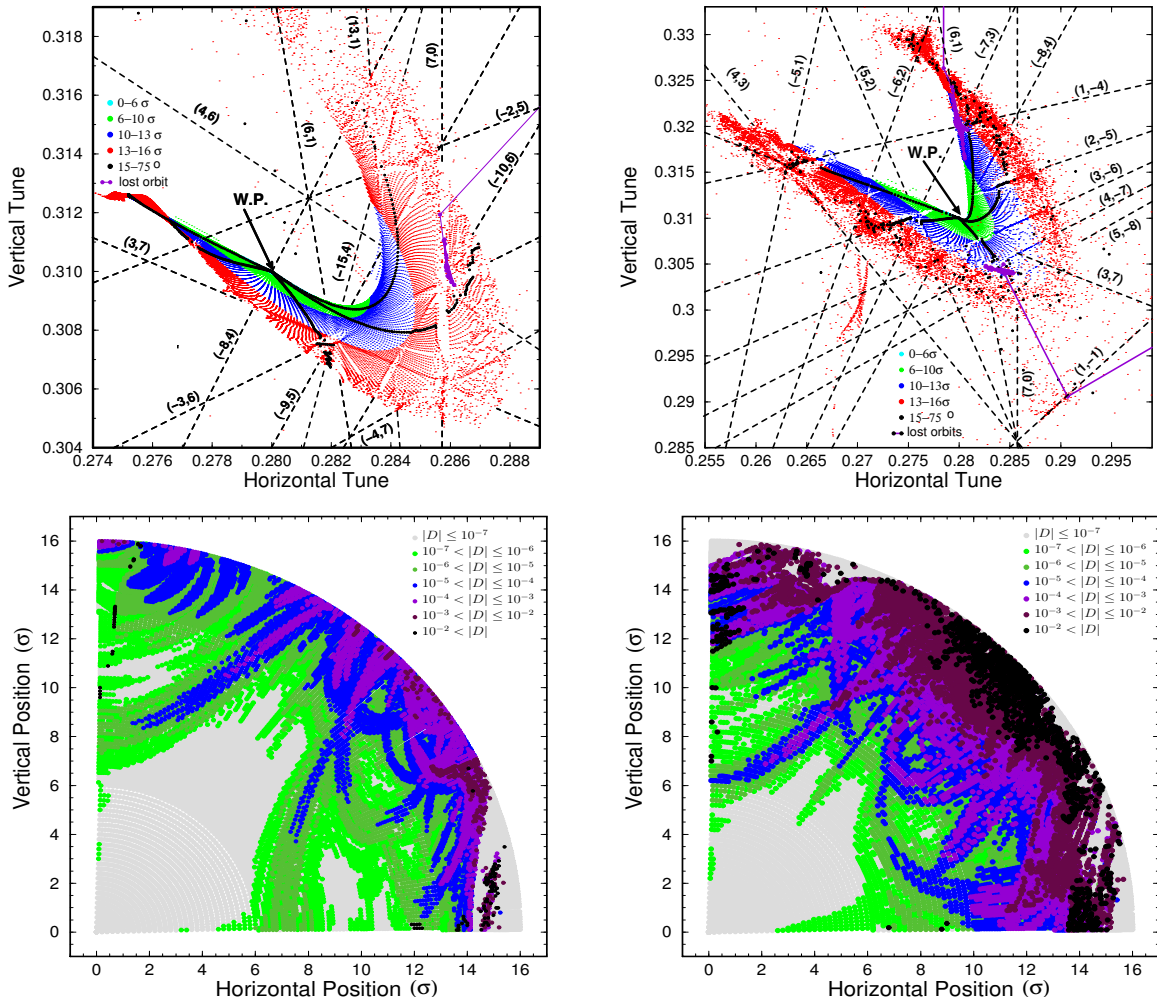 0.318
0.316
0.314
0.312
0.310
0.308
0.306
0.304
Vertical Tune
0.274 0.276 0.278 0.280 0.282 0.284 0.286 0.288
Horizontal Tune
0–6 σ
6–10 σ
10–13 σ
13–16 σ
15–75 °
lost orbit
W.P.
(13,1)
(7,0)
(4,6)
(6,1)
(−2,5)
(−10,6)
(3,7)
(−15,4)
(−8,4)
(−3,6)
(−9,5)
(−4,7)
0.33
0.325
0.32
0.315
0.31
0.305
0.3
0.295
0.29
0.285
Vertical Tune
0.255 0.26 0.265 0.27 0.275 0.28 0.285 0.29 0.295
Horizontal Tune
(4,3)
(−5,1)
(5,2)
(−6,2)
(6,1)
(−7,3)
(−8,4)
(1,−4)
(2,−5)
(3,−6)
(4,−7)
(5,−8)
(3,7)
(1,−1)
(7,0)
W.P.
0–6σ
6–10σ
10–13σ
13–16σ
15–75 °
lost orbits
16
14
12
10
8
6
4
2
0
Vertical Position (σ)
0 2 4 6 8 10 12 14 16
Horizontal Position (σ)
|D| ≤ 10⁻⁷
10⁻⁷ < |D| ≤ 10⁻⁶
10⁻⁶ < |D| ≤ 10⁻⁵
10⁻⁵ < |D| ≤ 10⁻⁴
10⁻⁴ < |D| ≤ 10⁻³
10⁻³ < |D| ≤ 10⁻²
10⁻² < |D|
16
14
12
10
8
6
4
2
0
Vertical Position (σ)
0 2 4 6 8 10 12 14 16
Horizontal Position (σ)
|D| ≤ 10⁻⁷
10⁻⁷ < |D| ≤ 10⁻⁶
10⁻⁶ < |D| ≤ 10⁻⁵
10⁻⁵ < |D| ≤ 10⁻⁴
10⁻⁴ < |D| ≤ 10⁻³
10⁻³ < |D| ≤ 10⁻²
10⁻² < |D|